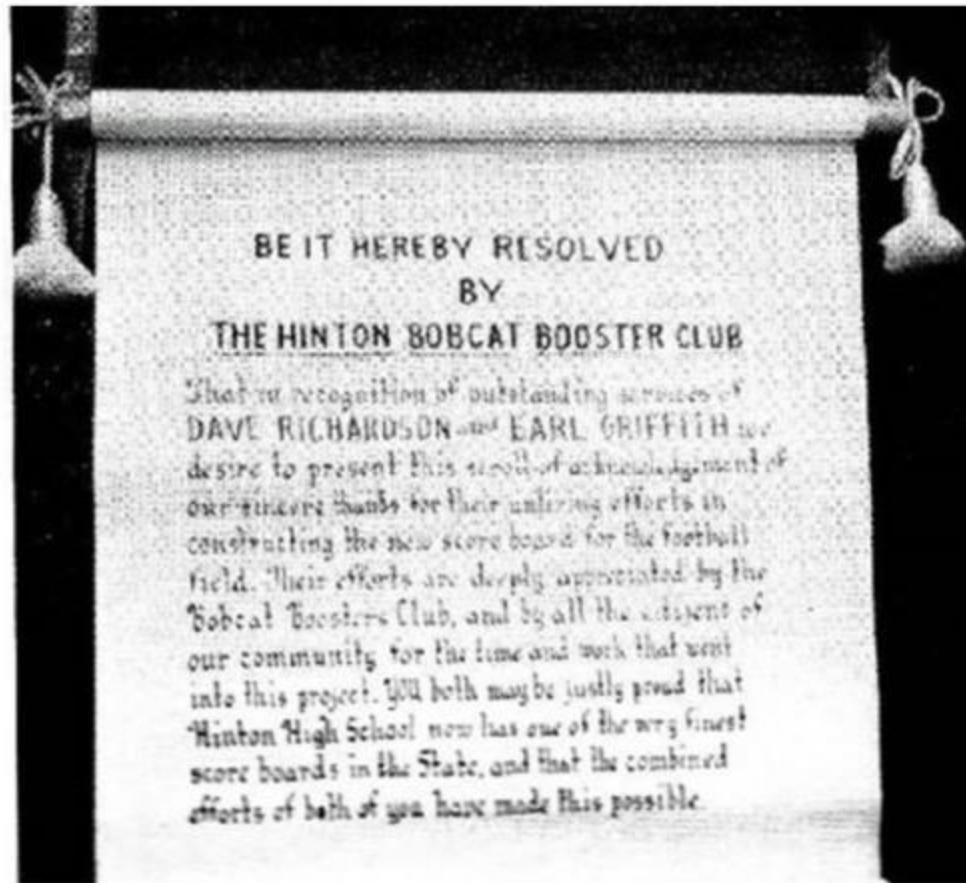 BE IT HEREBY RESOLVED
BY
THE HINTON BOBCAT BOOSTER CLUB
That in recognition of outstanding services of
DAVE RICHARDSON and EARL GRIFFITH we
desire to present this scroll of acknowledgiment of
our sincere thanks for their untiring efforts in
constructing the new score board for the football
field. Their efforts are deeply appreciated by the
Bobcat Boosters Club, and by all the citizens of
our community for the time and work that went
into this project. You both may be justly proud that
Hinton High School now has one of the very finest
score boards in the State, and that the combined
efforts of both of you have made this possible.